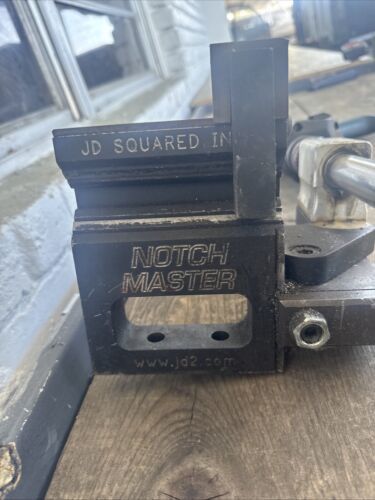 JD SQUARED IN
NOTCH
MASTER
www.jd2.com